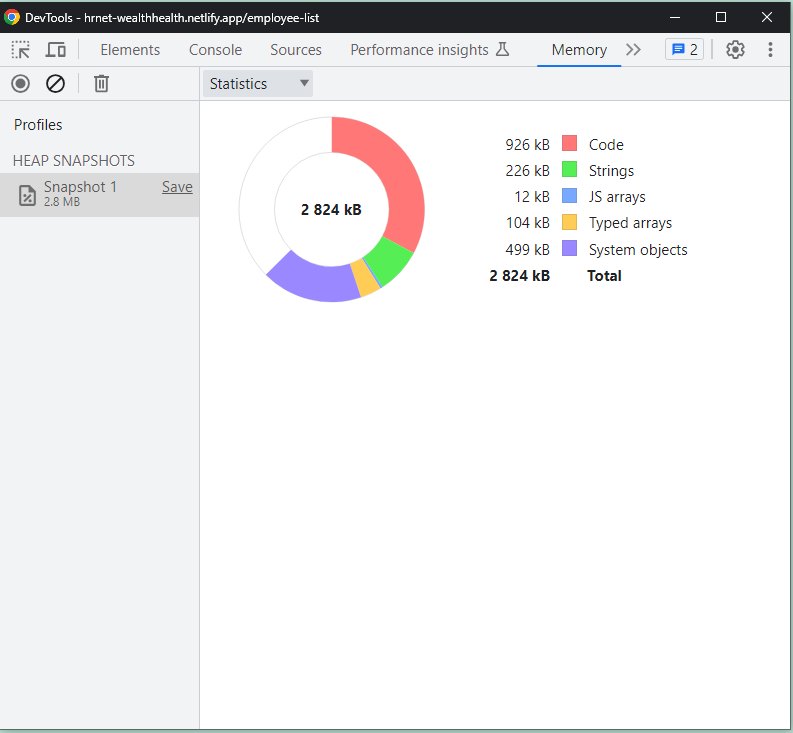 DevTools - hrnet-wealthhealth.netlify.app/employee-list
Elements Console Sources Performance insights Memory 2
Statistics
Profiles
HEAP SNAPSHOTS
Snapshot 1 Save
2.8 MB
2 824 kB
926 kB Code
226 kB Strings
12 kB JS arrays
104 kB Typed arrays
499 kB System objects
2 824 kB Total